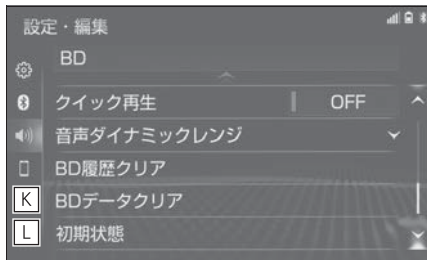 設定・編集
BD
クイック再生 OFF
音声ダイナミックレンジ
BD履歴クリア
K BDデータクリア
L 初期状態